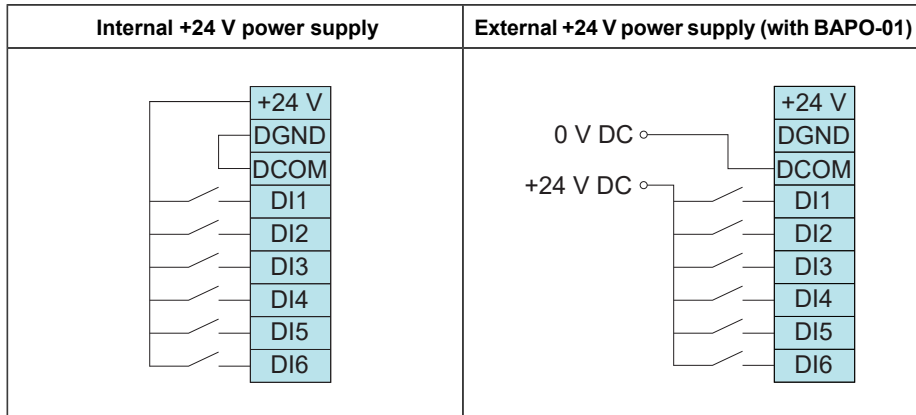 Internal +24 V power supply
External +24 V power supply (with BAPO-01)
+24 V
DGND
DCOM
DI1
DI2
DI3
DI4
DI5
DI6
0 V DC
+24 V DC
+24 V
DGND
DCOM
DI1
DI2
DI3
DI4
DI5
DI6